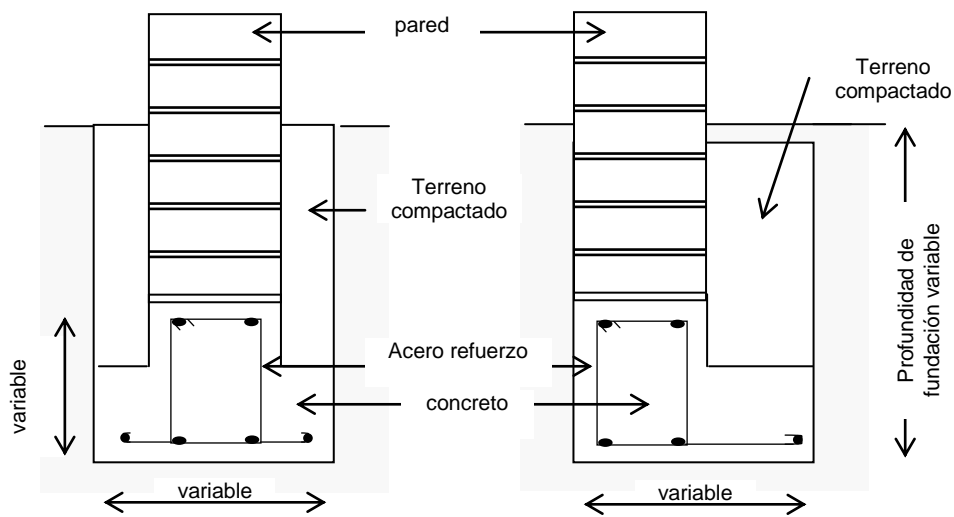 pared
Terreno
compactado
Terreno
compactado
Profundidad de
fundación variable
variable
Acero refuerzo
concreto
variable
variable